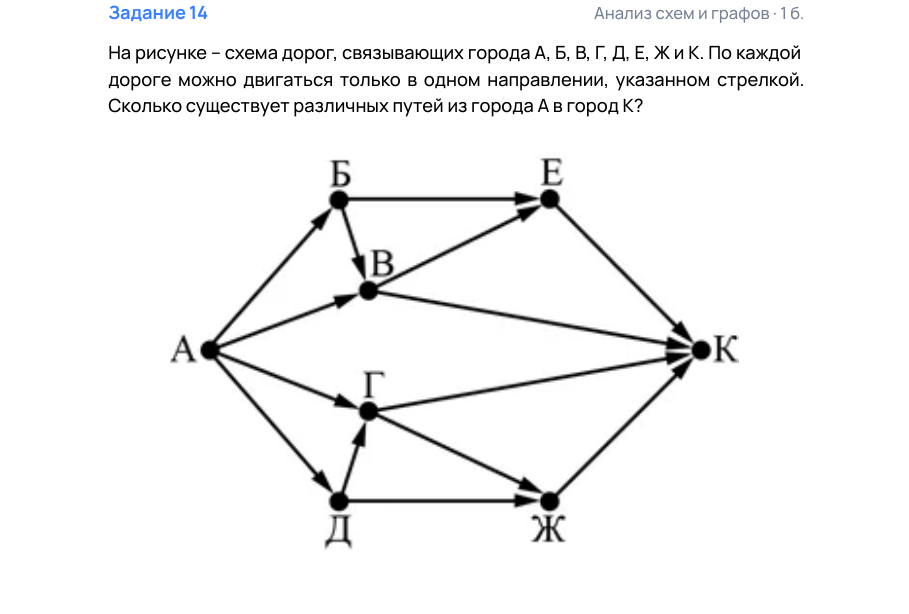 Задание 14
Анализ схем и графов · 1 б.
На рисунке – схема дорог, связывающих города А, Б, В, Г, Д, Е, Ж и К. По каждой
дороге можно двигаться только в одном направлении, указанном стрелкой.
Сколько существует различных путей из города А в город К?
Б
Е
В
А
К
Г
Д
Ж